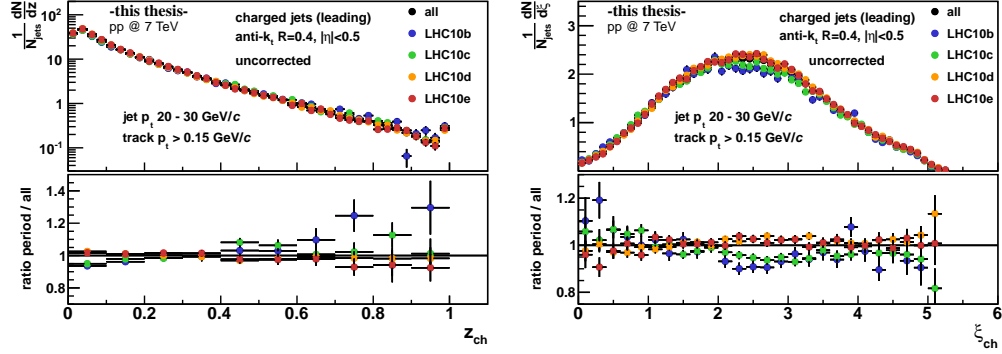 1 dN
N_jets dz
-this thesis-
pp @ 7 TeV
charged jets (leading)
anti-k_t R=0.4, |η|<0.5
uncorrected
all
LHC10b
LHC10c
LHC10d
LHC10e
jet p_t 20 - 30 GeV/c
track p_t > 0.15 GeV/c
10^2
10
1
10^-1
ratio period / all
1.4
1.2
1
0.8
0 0.2 0.4 0.6 0.8 1
z_ch
1 dN
N_jets dξ
-this thesis-
pp @ 7 TeV
charged jets (leading)
anti-k_t R=0.4, |η|<0.5
uncorrected
all
LHC10b
LHC10c
LHC10d
LHC10e
jet p_t 20 - 30 GeV/c
track p_t > 0.15 GeV/c
3
2
1
ratio period / all
1.2
1
0.8
0 1 2 3 4 5 6
ξ_ch